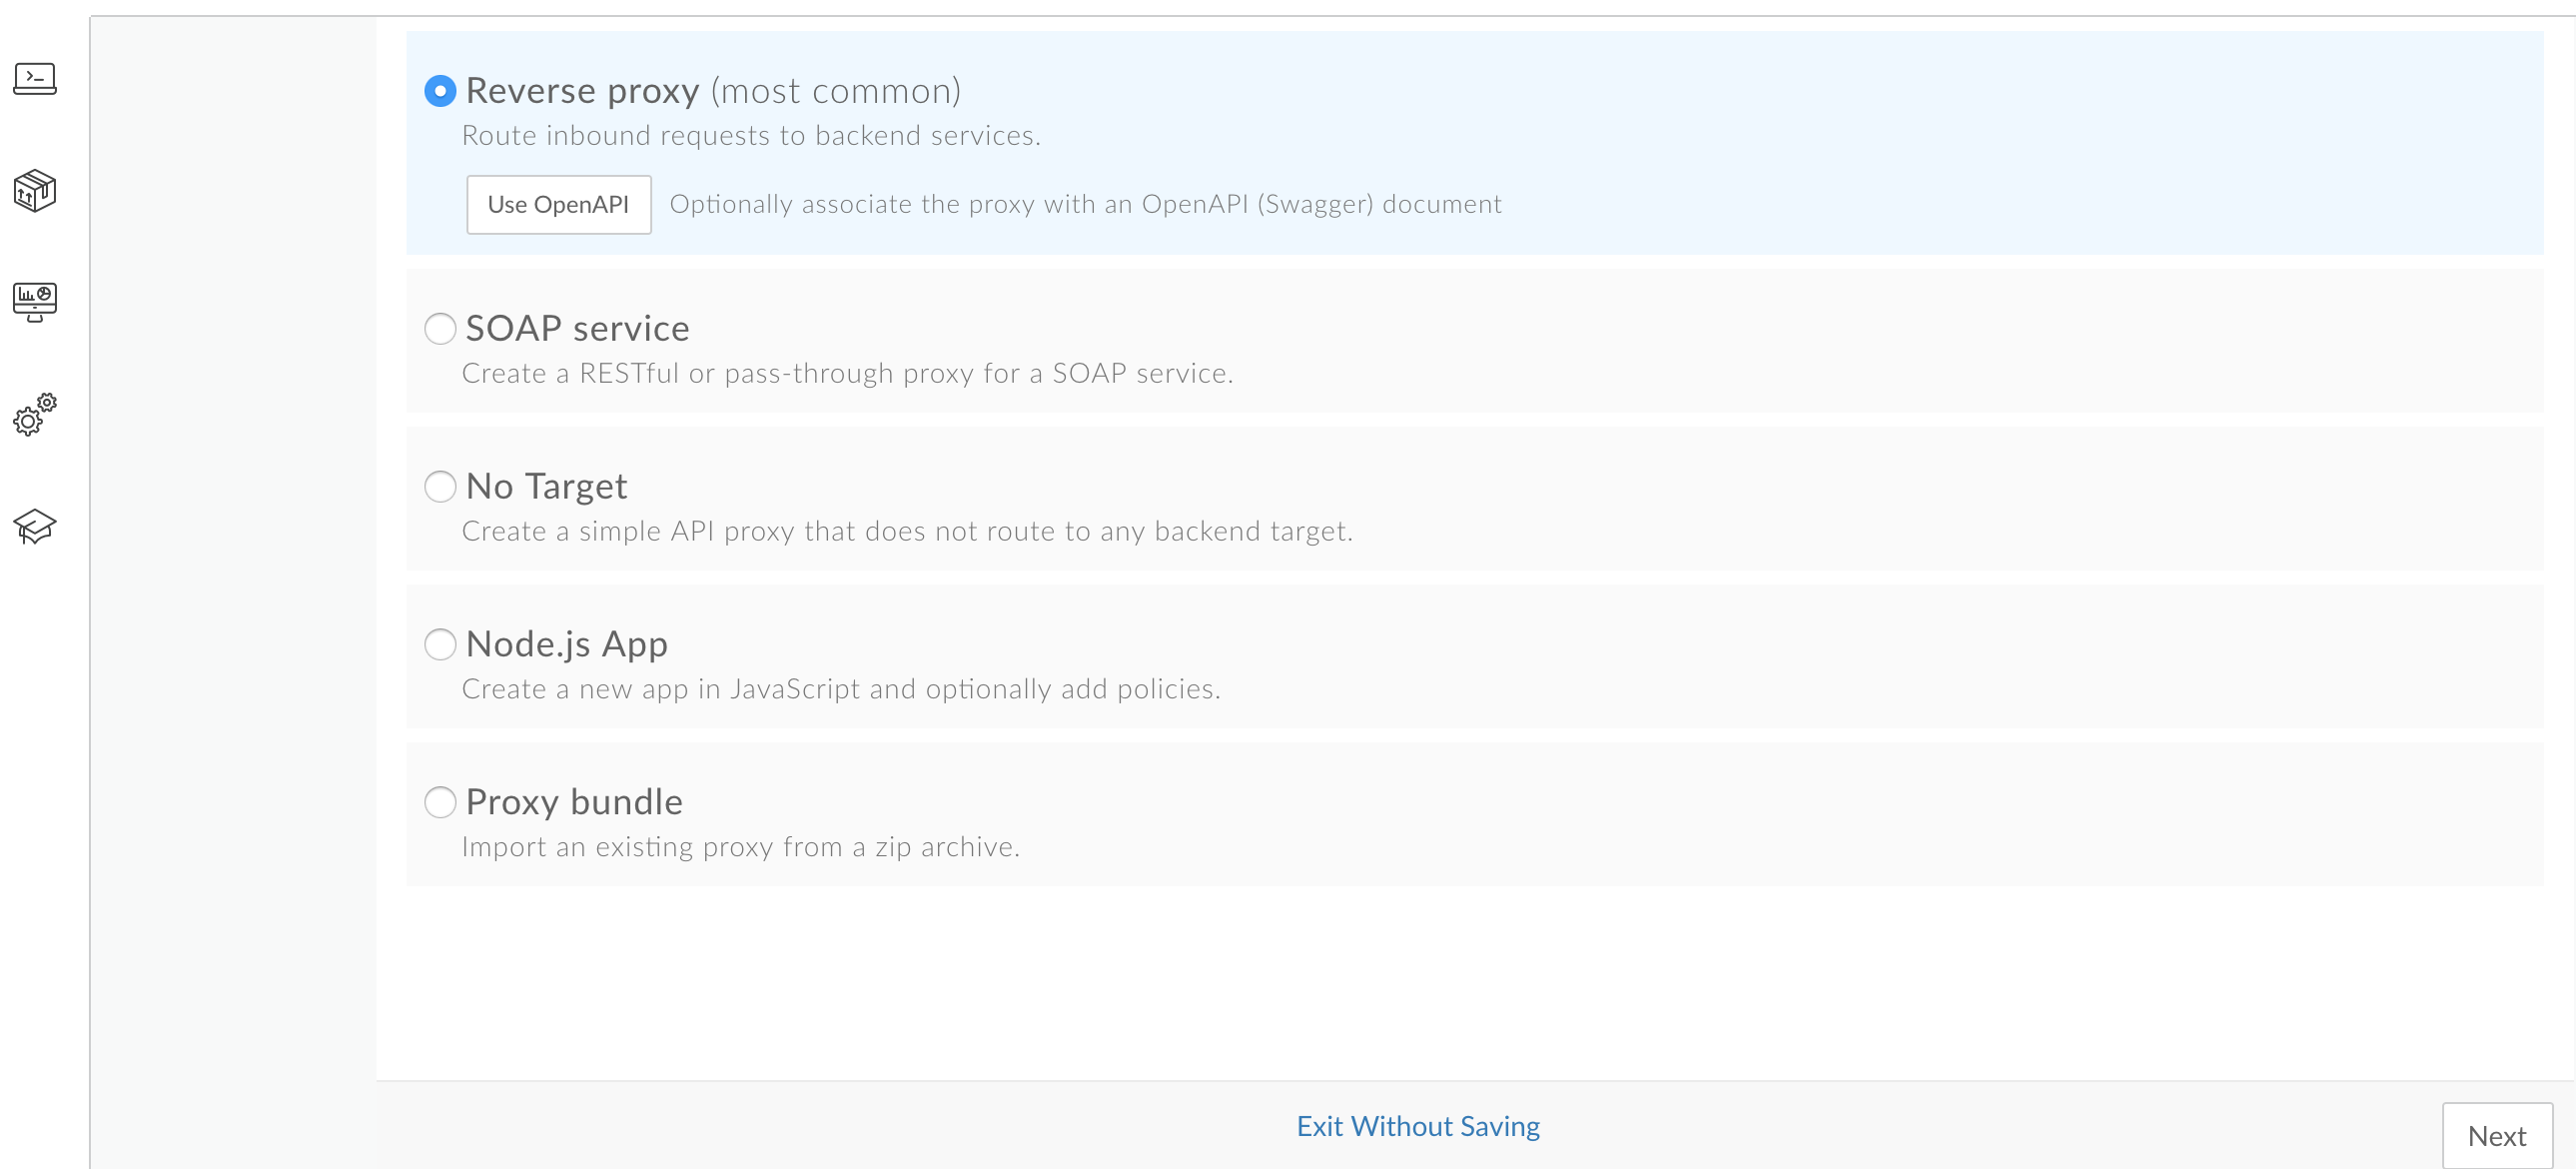 Reverse proxy (most common)
Route inbound requests to backend services.
Use OpenAPI Optionally associate the proxy with an OpenAPI (Swagger) document
SOAP service
Create a RESTful or pass-through proxy for a SOAP service.
No Target
Create a simple API proxy that does not route to any backend target.
Node.js App
Create a new app in JavaScript and optionally add policies.
Proxy bundle
Import an existing proxy from a zip archive.
Exit Without Saving
Next